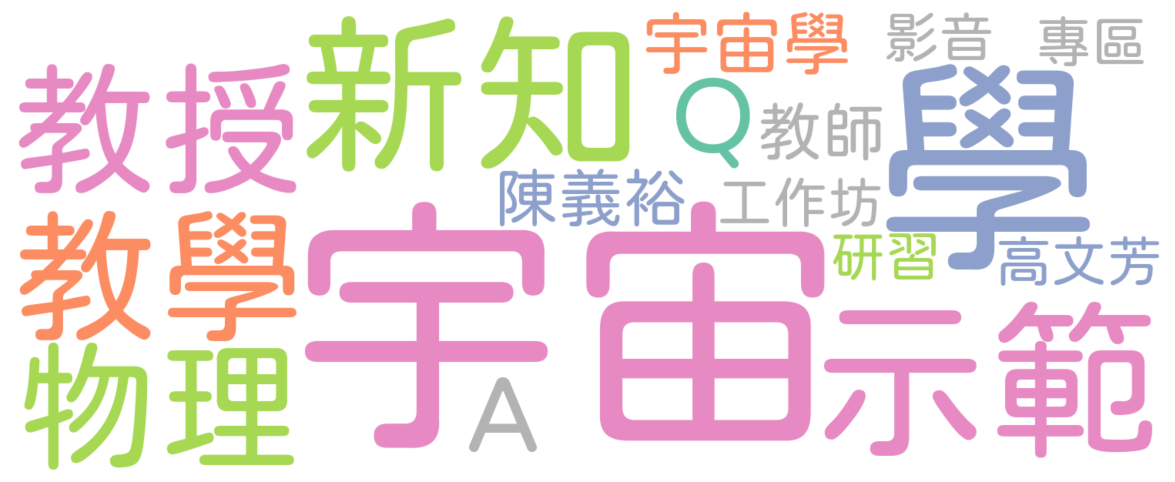 教授
新知
宇宙學
影音
專區
學
Q
教師
陳義裕
工作坊
教學
宇宙
研習
高文芳
物理
A
示範